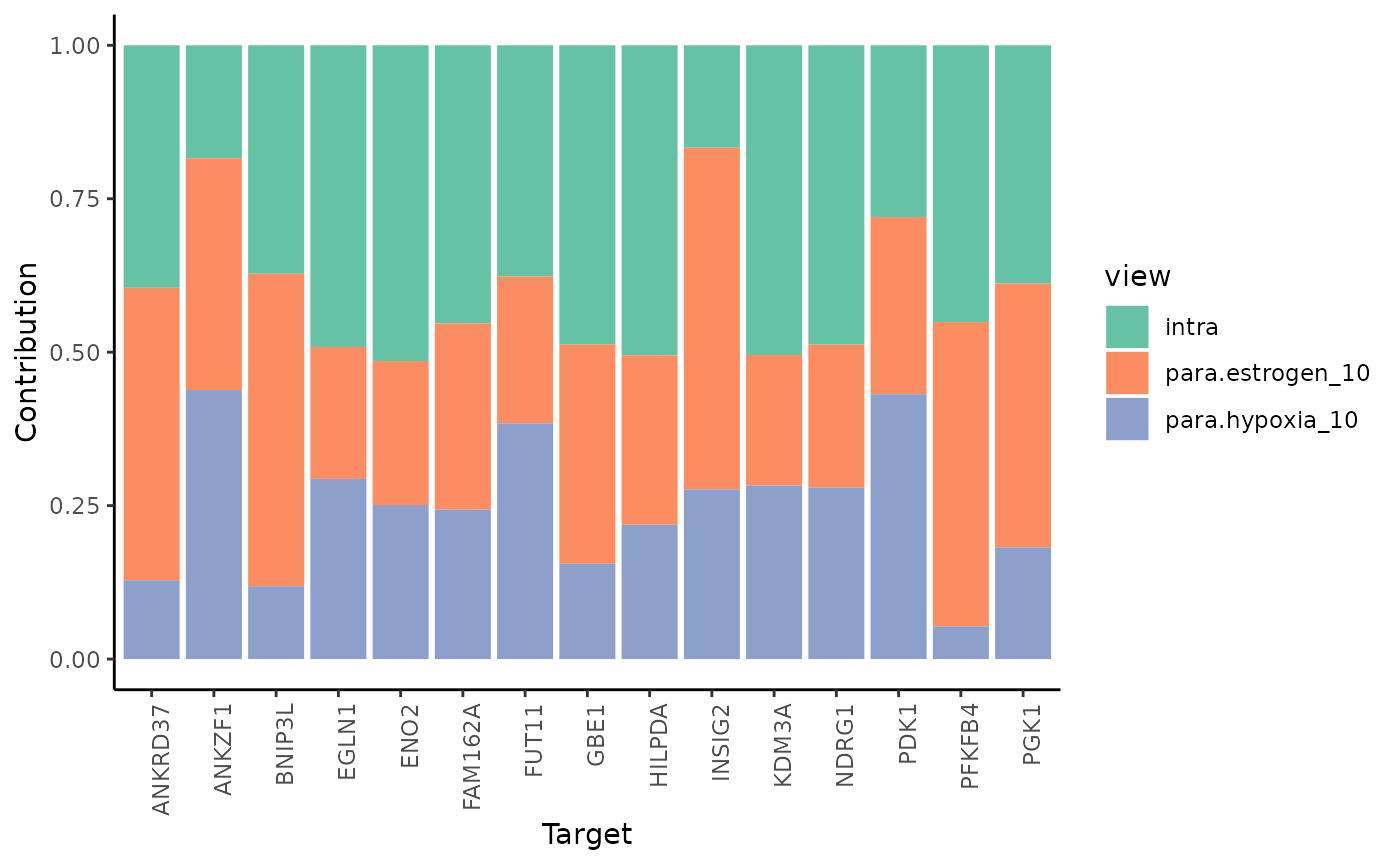 1.00
0.75
0.50
0.25
0.00
Contribution
ANKRD37
ANKZF1
BNIP3L
EGLN1
ENO2
FAM162A
FUT11
GBE1
HILPDA
INSIG2
KDM3A
NDRG1
PDK1
PFKFB4
PGK1
Target
view
intra
para.estrogen_10
para.hypoxia_10